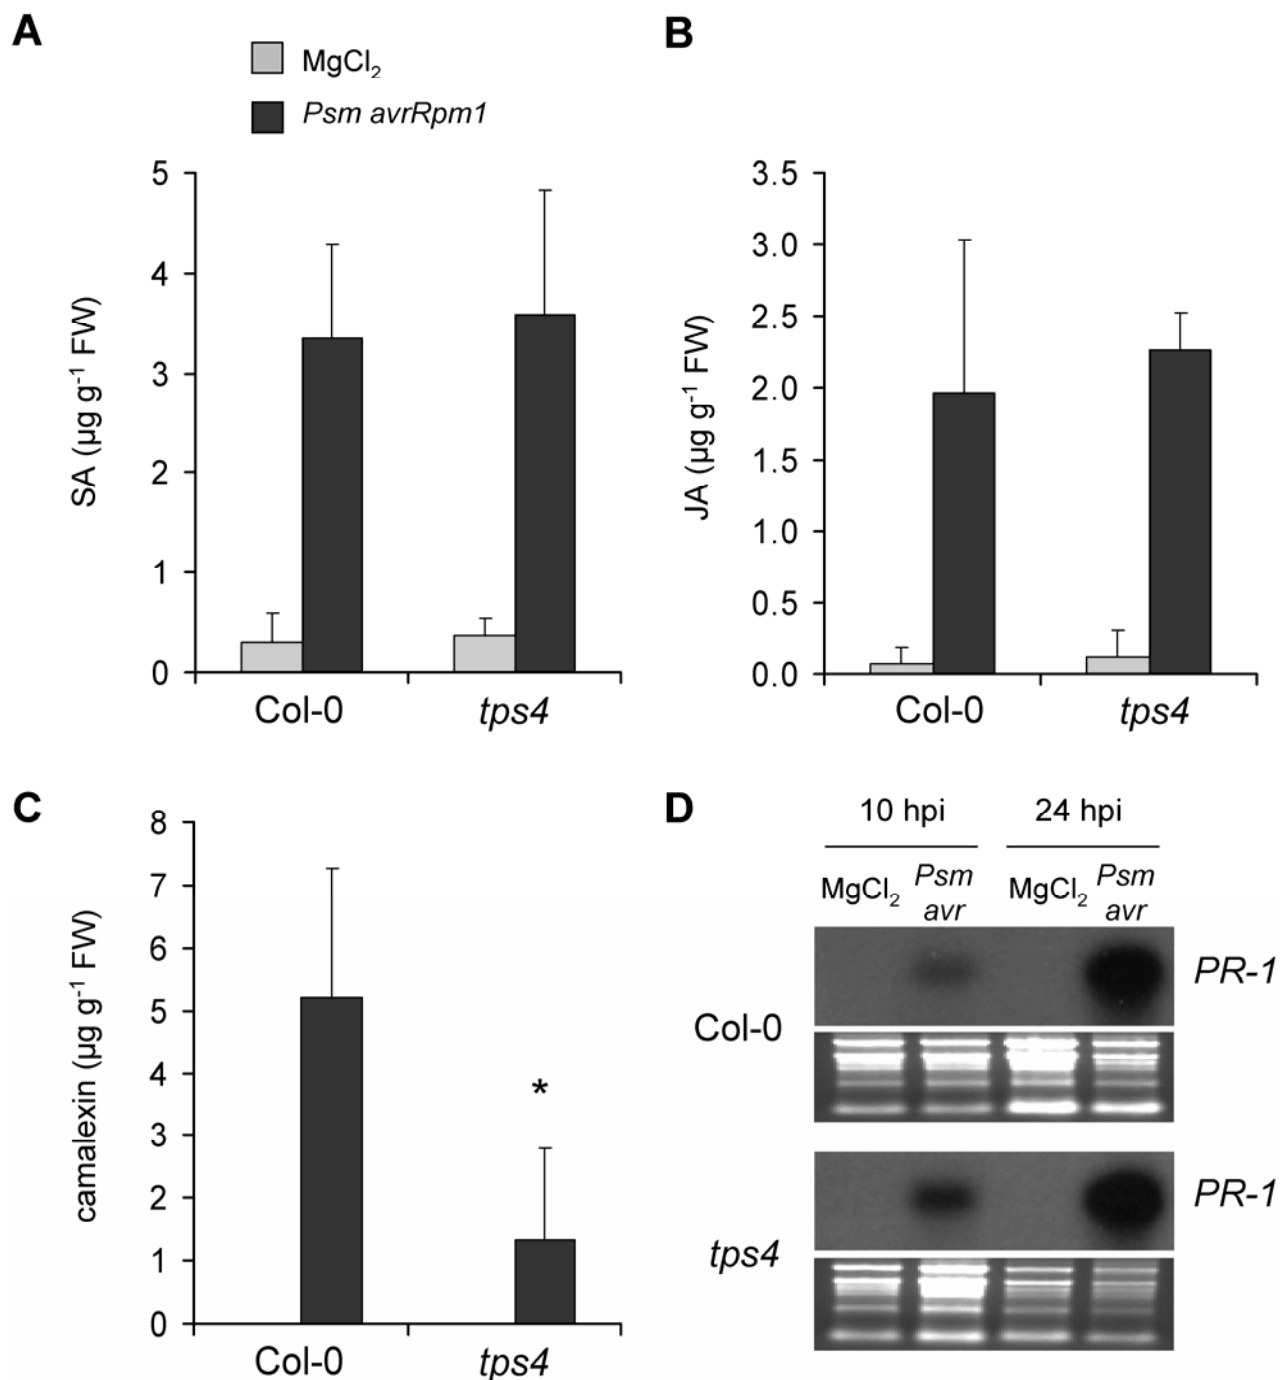 A
MgCl₂
Psm avrRpm1
5
4
3
2
1
0
SA (µg g⁻¹ FW)
Col-0
tps4
B
3.5
3.0
2.5
2.0
1.5
1.0
0.5
0.0
JA (µg g⁻¹ FW)
Col-0
tps4
C
8
7
6
5
4
3
2
1
0
camalexin (µg g⁻¹ FW)
*
Col-0
tps4
D
10 hpi
24 hpi
MgCl₂
Psm
avr
MgCl₂
Psm
avr
Col-0
PR-1
tps4
PR-1